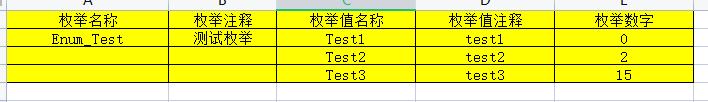 A B C D E
枚举名称 枚举注释 枚举值名称 枚举值注释 枚举数字
Enum_Test 测试枚举 Test1 test1 0
Test2 test2 2
Test3 test3 15